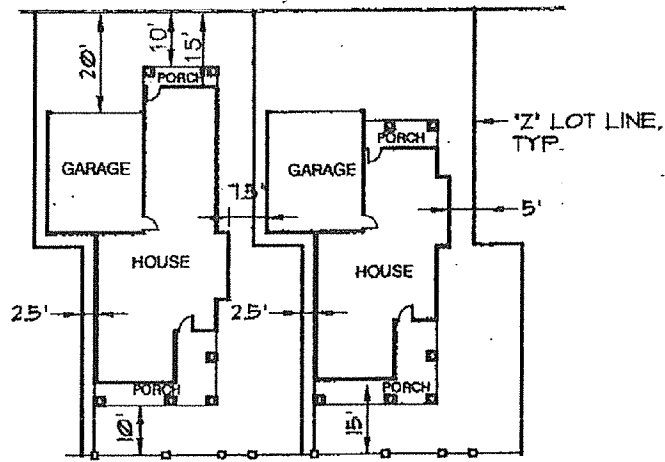 20'
10'
15'
PORCH
'Z' LOT LINE,
TYP.
PORCH
GARAGE
GARAGE
7.5'
5'
HOUSE
HOUSE
2.5'
2.5'
PORCH
PORCH
10'
15'